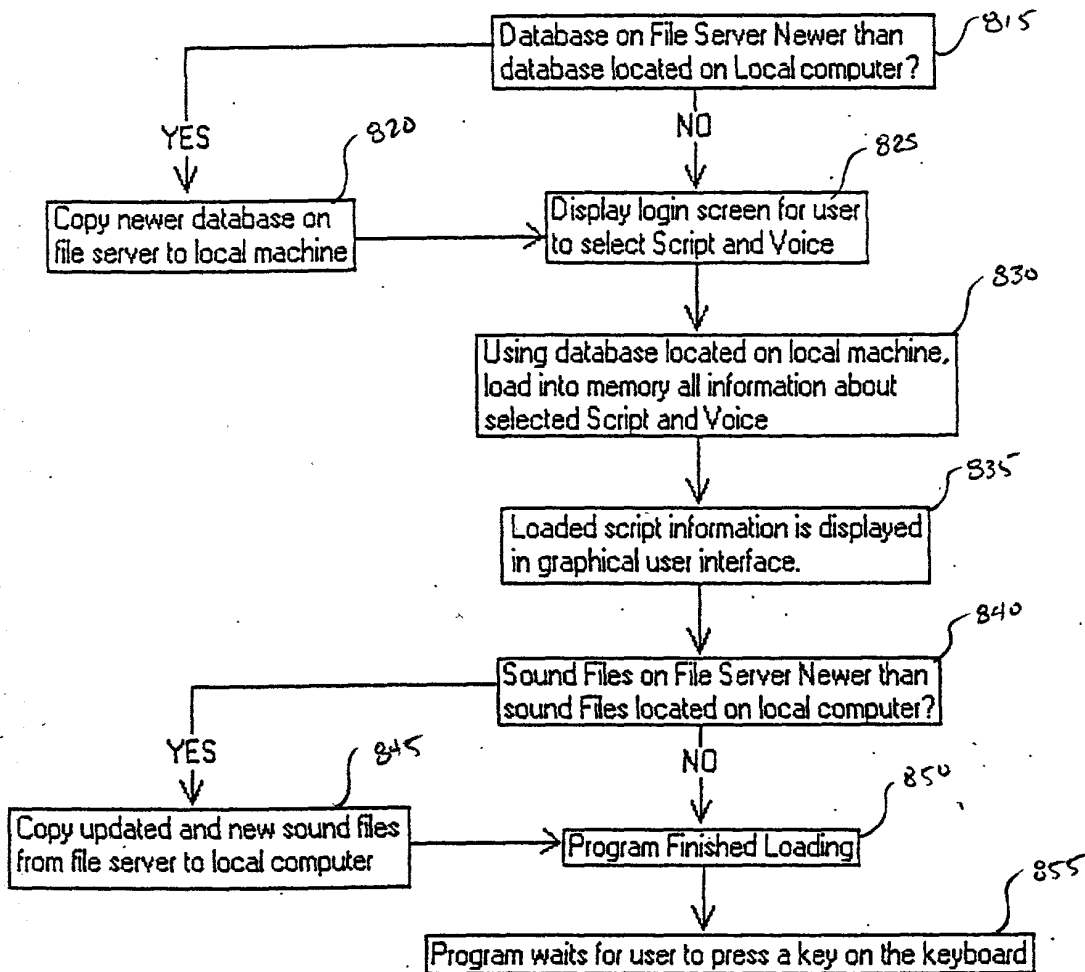 815
Database on File Server Newer than
database located on Local computer?
YES
NO
820
825
Copy newer database on
file server to local machine
Display login screen for user
to select Script and Voice
830
Using database located on local machine,
load into memory all information about
selected Script and Voice
835
Loaded script information is displayed
in graphical user interface.
840
Sound Files on File Server Newer than
sound Files located on local computer?
YES
NO
845
850
Copy updated and new sound files
from file server to local computer
Program Finished Loading
855
Program waits for user to press a key on the keyboard